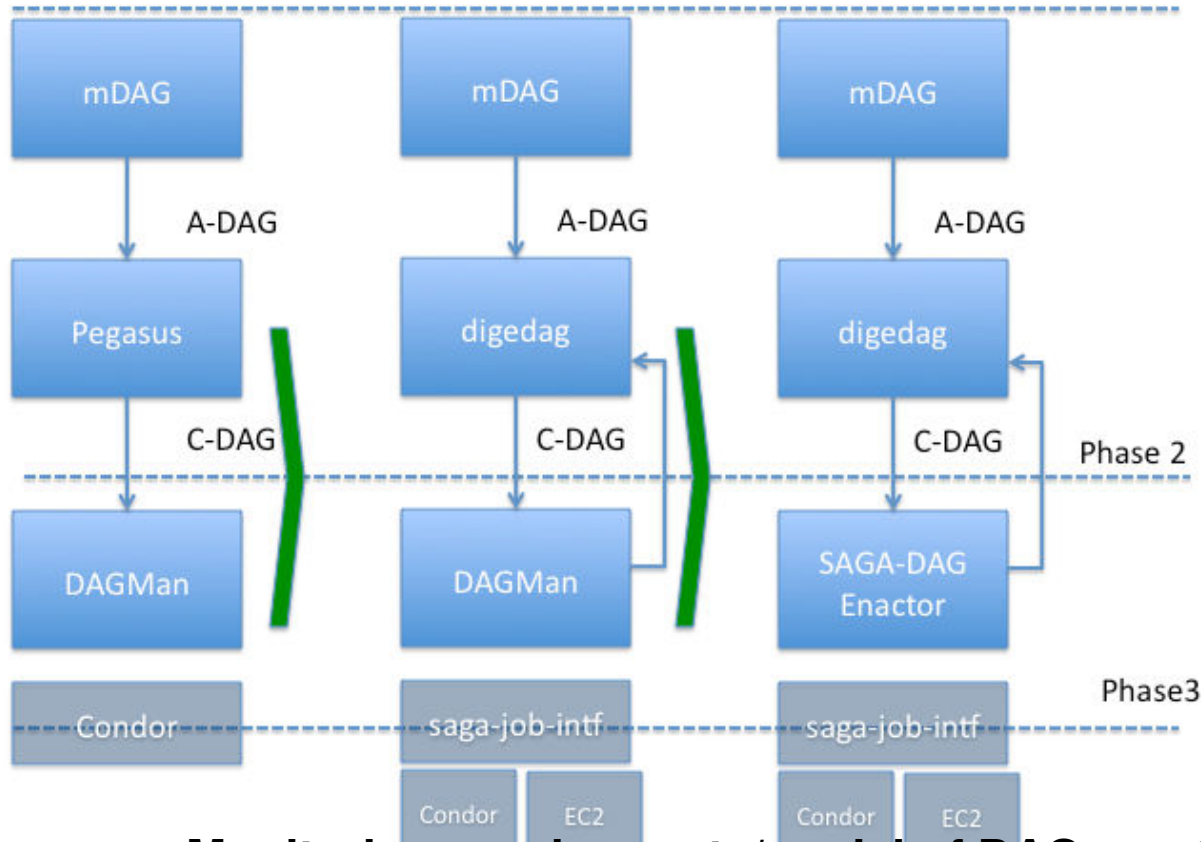 mDAG mDAG mDAG
A-DAG A-DAG A-DAG
Pegasus digedag digedag
C-DAG C-DAG C-DAG
Phase 2
DAGMan DAGMan SAGA-DAG
Enactor
Phase3
Condor saga-job-intf saga-job-intf
Condor EC2 Condor EC2